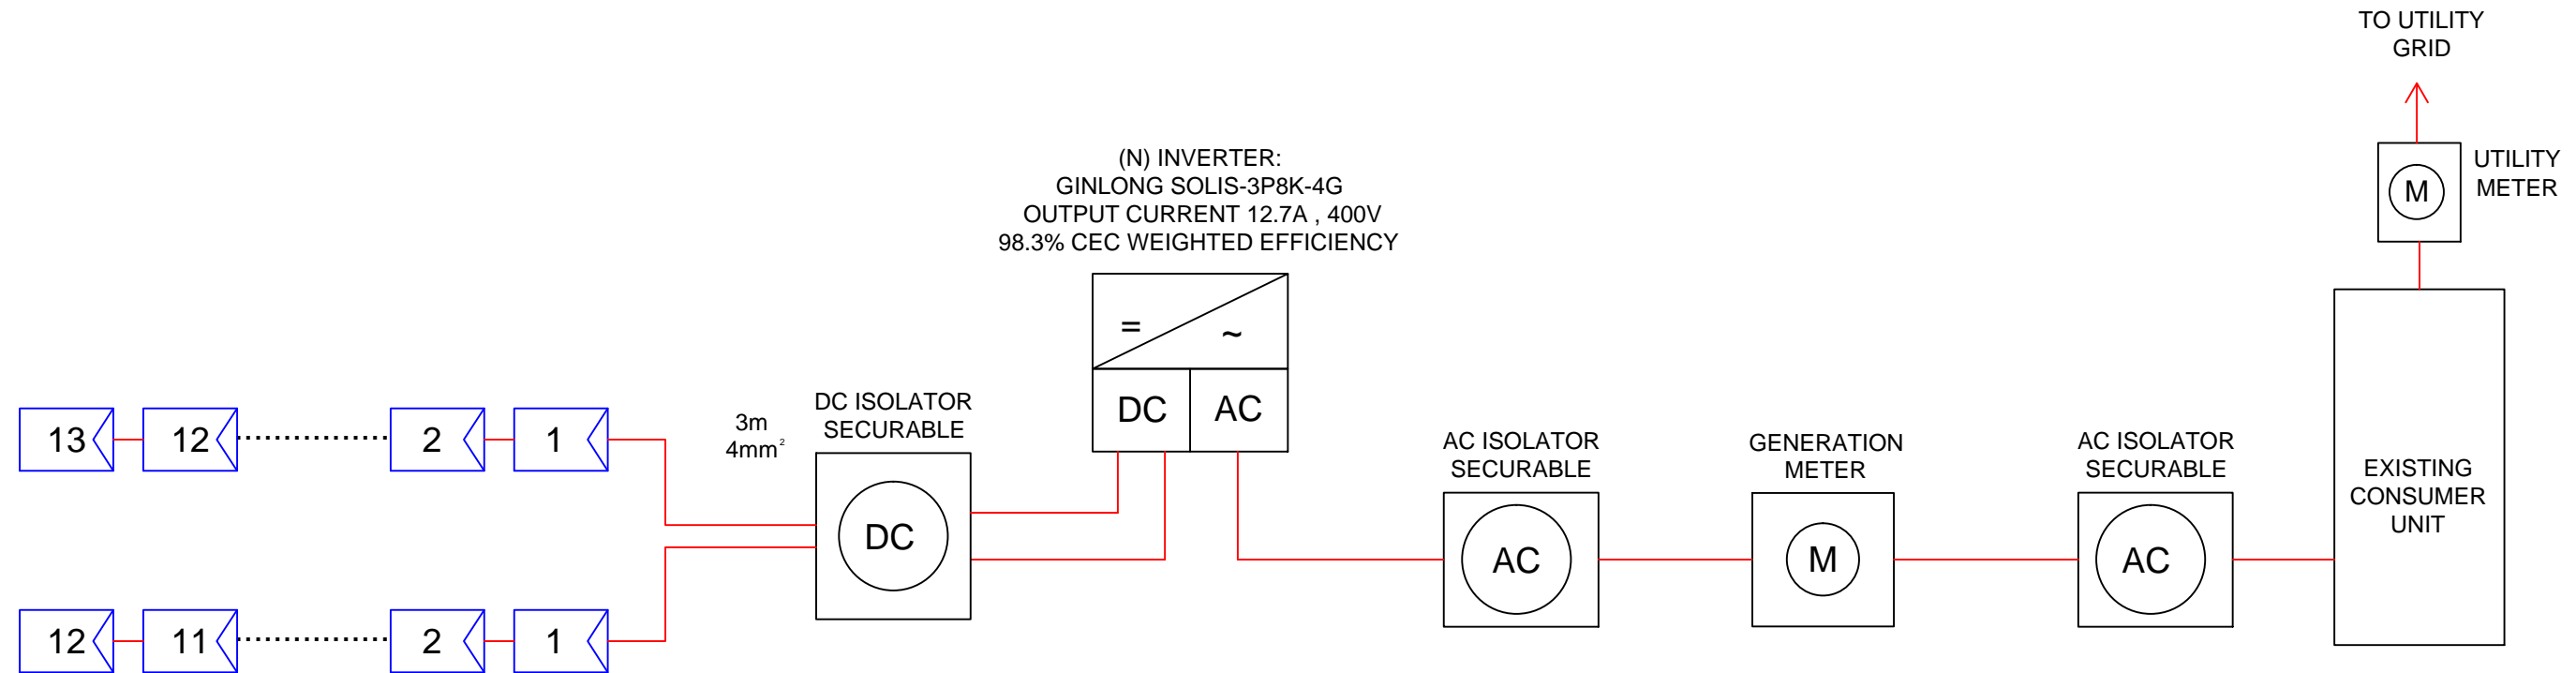 TO UTILITY
GRID
(N) INVERTER:
GINLONG SOLIS-3P8K-4G
OUTPUT CURRENT 12.7A , 400V
98.3% CEC WEIGHTED EFFICIENCY
M
UTILITY
METER
= ~
DC AC
13 12 2 1
3m
4mm²
DC ISOLATOR
SECURABLE
DC
AC ISOLATOR
SECURABLE
AC
GENERATION
METER
M
AC ISOLATOR
SECURABLE
AC
EXISTING
CONSUMER
UNIT
12 11 2 1